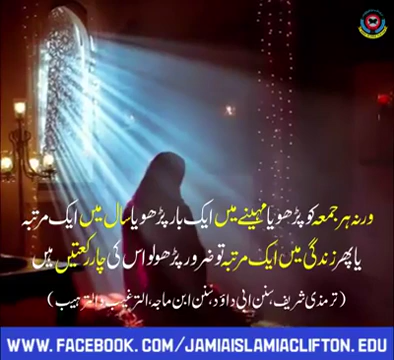 ورنہ ہر جمعہ کو پڑھو یا مہینے میں ایک بار پڑھو یا سال میں ایک مرتبہ
یا پھر زندگی میں ایک مرتبہ تو ضرور پڑھ لو اس کی چار رکعتیں ہیں
(ترمذی شریف، سنن ابی داؤد، سنن ابن ماجہ، الترغیب والترہیب)
WWW.FACEBOOK.COM/JAMIAISLAMIACLIFTON.EDU